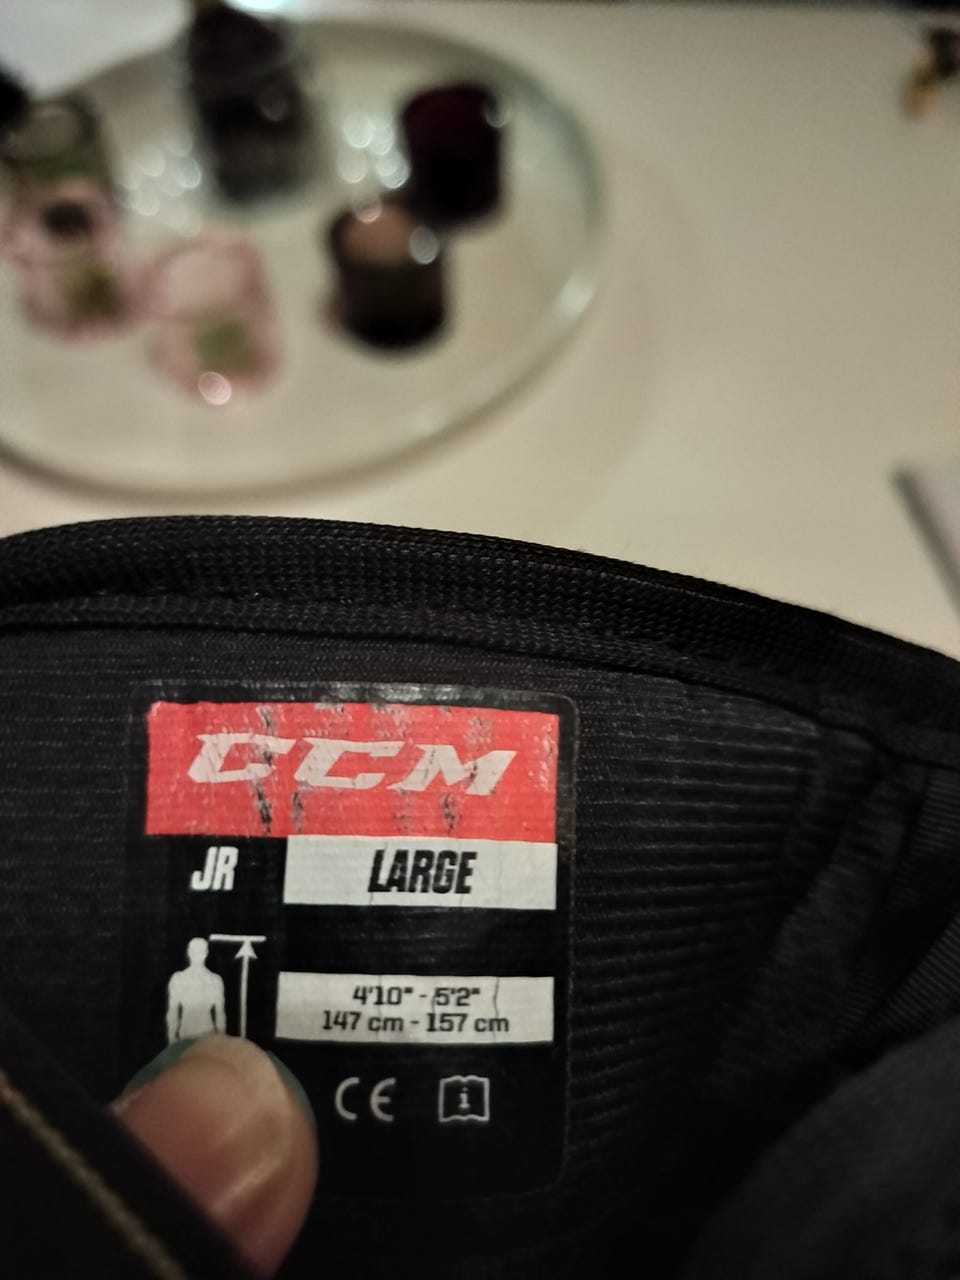 CCM
JR
LARGE
4'10" - 5'2"
147 cm - 157 cm
CE
i